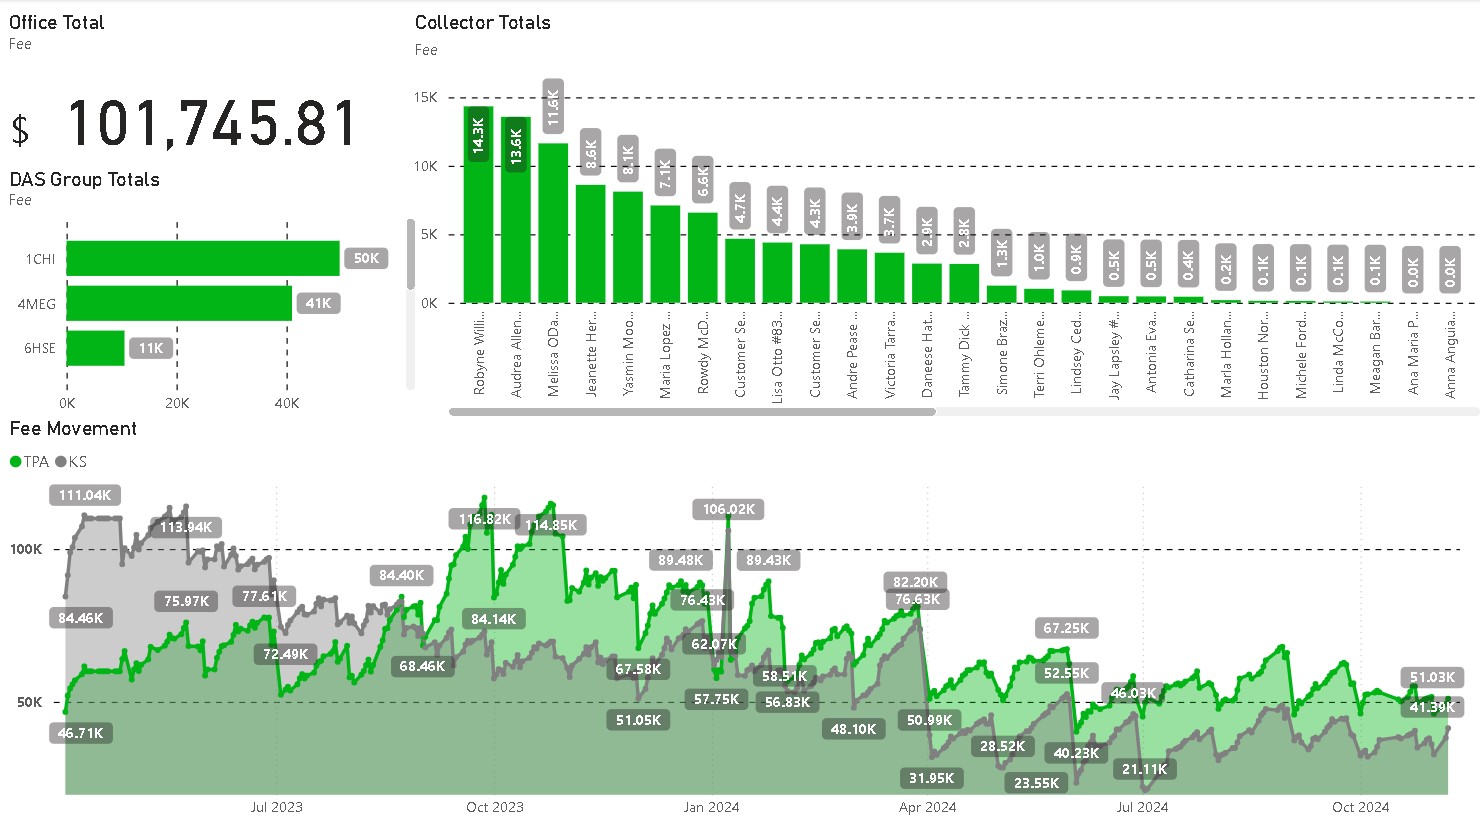 Office Total
Fee
$ 101,745.81
DAS Group Totals
Fee
1CHI 50K
4MEG 41K
6HSE 11K
0K 20K 40K
Collector Totals
Fee
15K
10K
5K
0K
14.3K 13.6K 11.6K 8.6K 8.1K 7.1K 6.6K 4.7K 4.4K 4.3K 3.9K 3.7K 2.9K 2.8K 1.3K 1.0K 0.9K 0.5K 0.5K 0.4K 0.2K 0.1K 0.1K 0.1K 0.1K 0.0K 0.0K
Robyne Willi...
Audrea Allen...
Melissa ODa...
Jeanette Her...
Yasmin Moo...
Maria Lopez ...
Rowdy McD...
Customer Se...
Lisa Otto #83...
Customer Se...
Andre Pease ...
Victoria Tarra...
Daneese Hat...
Tammy Dick ...
Simone Braz...
Terri Ohleme...
Lindsey Ced...
Jay Lapsley #...
Antonia Eva...
Catharina Se...
Marla Hollan...
Houston Nor...
Michele Ford...
Linda McCo...
Meagan Bar...
Ana Maria P...
Anna Anguia...
Fee Movement
TPA KS
100K
50K
111.04K
113.94K
84.46K
75.97K
77.61K
46.71K
72.49K
84.40K
68.46K
116.82K
114.85K
84.14K
89.48K
106.02K
89.43K
76.43K
62.07K
67.58K
51.05K
57.75K
58.51K
56.83K
48.10K
82.20K
76.63K
50.99K
31.95K
28.52K
23.55K
67.25K
52.55K
40.23K
46.03K
21.11K
51.03K
41.39K
Jul 2023 Oct 2023 Jan 2024 Apr 2024 Jul 2024 Oct 2024